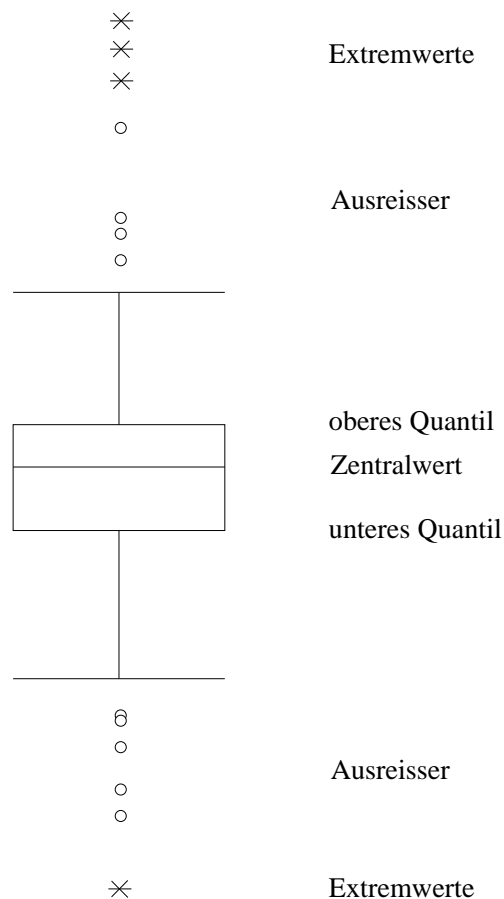 Extremwerte
Ausreisser
oberes Quantil
Zentralwert
unteres Quantil
Ausreisser
Extremwerte